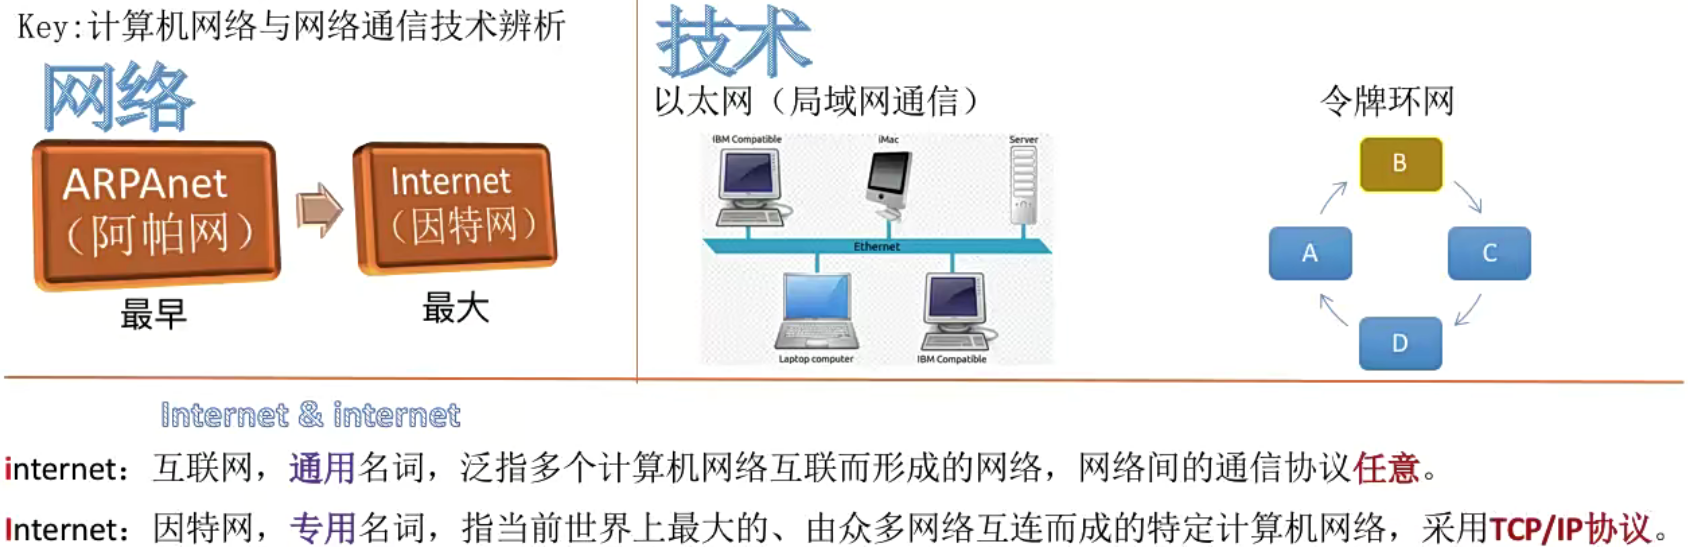 Key:计算机网络与网络通信技术辨析
网络
ARPAnet
（阿帕网）
最早
Internet
（因特网）
最大
技术
以太网（局域网通信）
IBM Compatible
iMac
Server
Ethernet
Laptop computer
IBM Compatible
令牌环网
B
A
C
D
Internet & internet
internet：互联网，通用名词，泛指多个计算机网络互联而形成的网络，网络间的通信协议任意。
Internet：因特网，专用名词，指当前世界上最大的、由众多网络互连而成的特定计算机网络，采用TCP/IP协议。